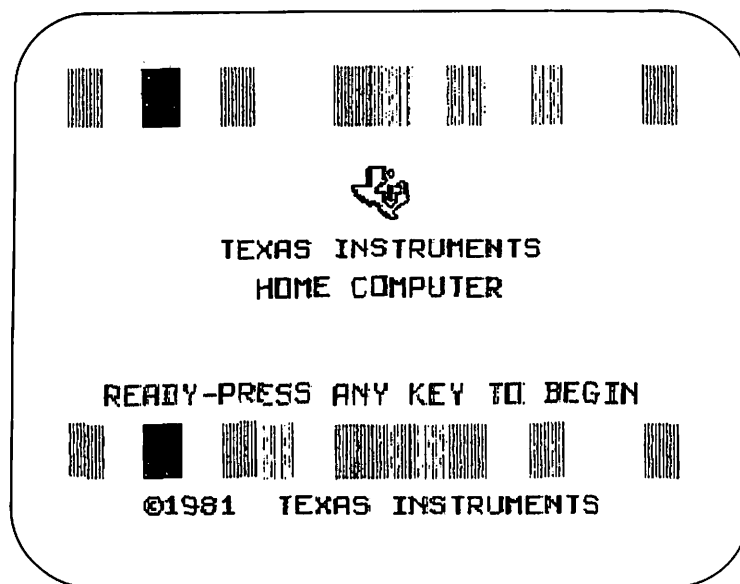 TEXAS INSTRUMENTS
HOME COMPUTER
READY-PRESS ANY KEY TO BEGIN
©1981 TEXAS INSTRUMENTS